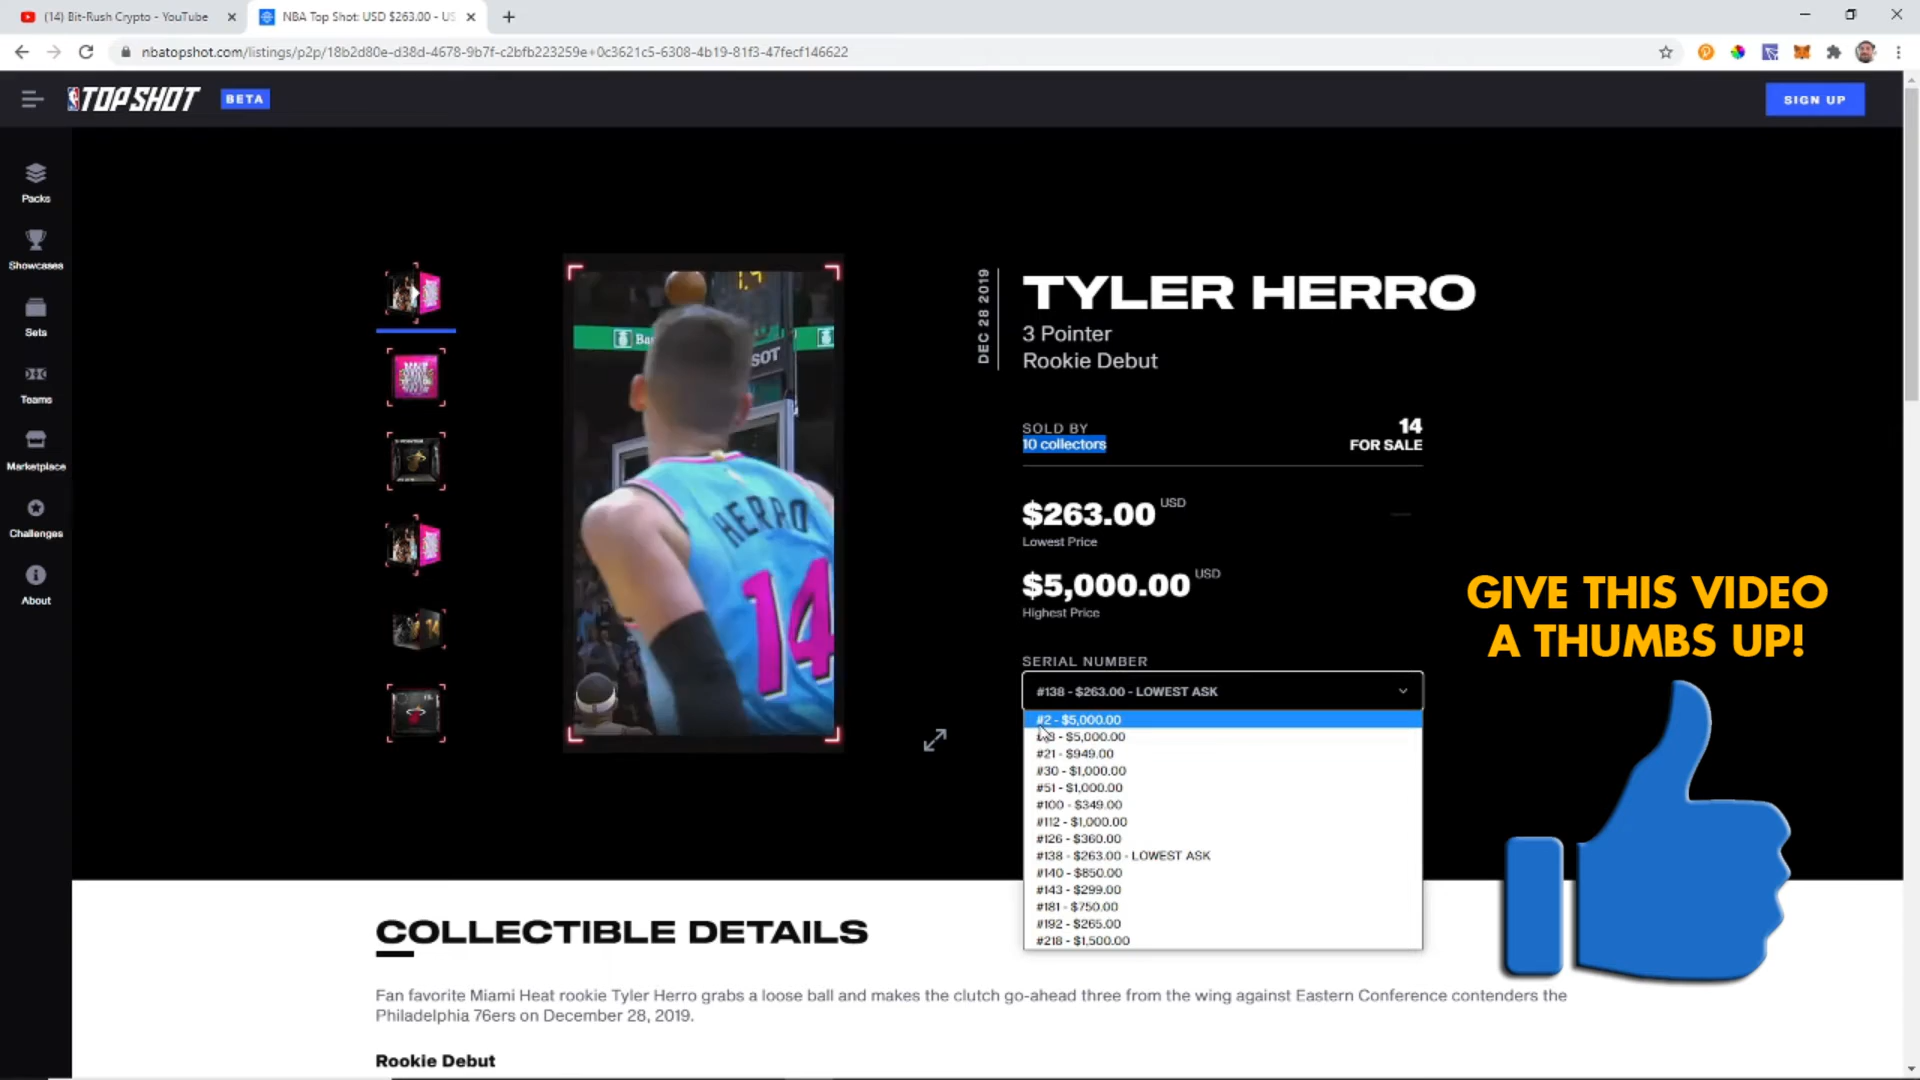 (14) Bit-Rush Crypto - YouTube
NBA Top Shot: USD $263.00 - US
nbatopshot.com/listings/p2p/18b2d80e-d38d-4678-9b7f-c2bfb223259e+0c3621c5-6308-4b19-81f3-47fecf146622
TOP SHOT
BETA
SIGN UP
Packs
Showcases
Sets
Teams
Marketplace
Challenges
About
HERRO
14
DEC 28 2019
TYLER HERRO
3 Pointer
Rookie Debut
SOLD BY
10 collectors
14
FOR SALE
$263.00 USD
Lowest Price
$5,000.00 USD
Highest Price
SERIAL NUMBER
#138 - $263.00 - LOWEST ASK
#2 - $5,000.00
- $5,000.00
#21 - $949.00
#30 - $1,000.00
#51 - $1,000.00
#100 - $349.00
#112 - $1,000.00
#126 - $360.00
#138 - $263.00 - LOWEST ASK
#140 - $850.00
#143 - $299.00
#181 - $750.00
#192 - $265.00
#218 - $1,500.00
GIVE THIS VIDEO
A THUMBS UP!
COLLECTIBLE DETAILS
Fan favorite Miami Heat rookie Tyler Herro grabs a loose ball and makes the clutch go-ahead three from the wing against Eastern Conference contenders the
Philadelphia 76ers on December 28, 2019.
Rookie Debut